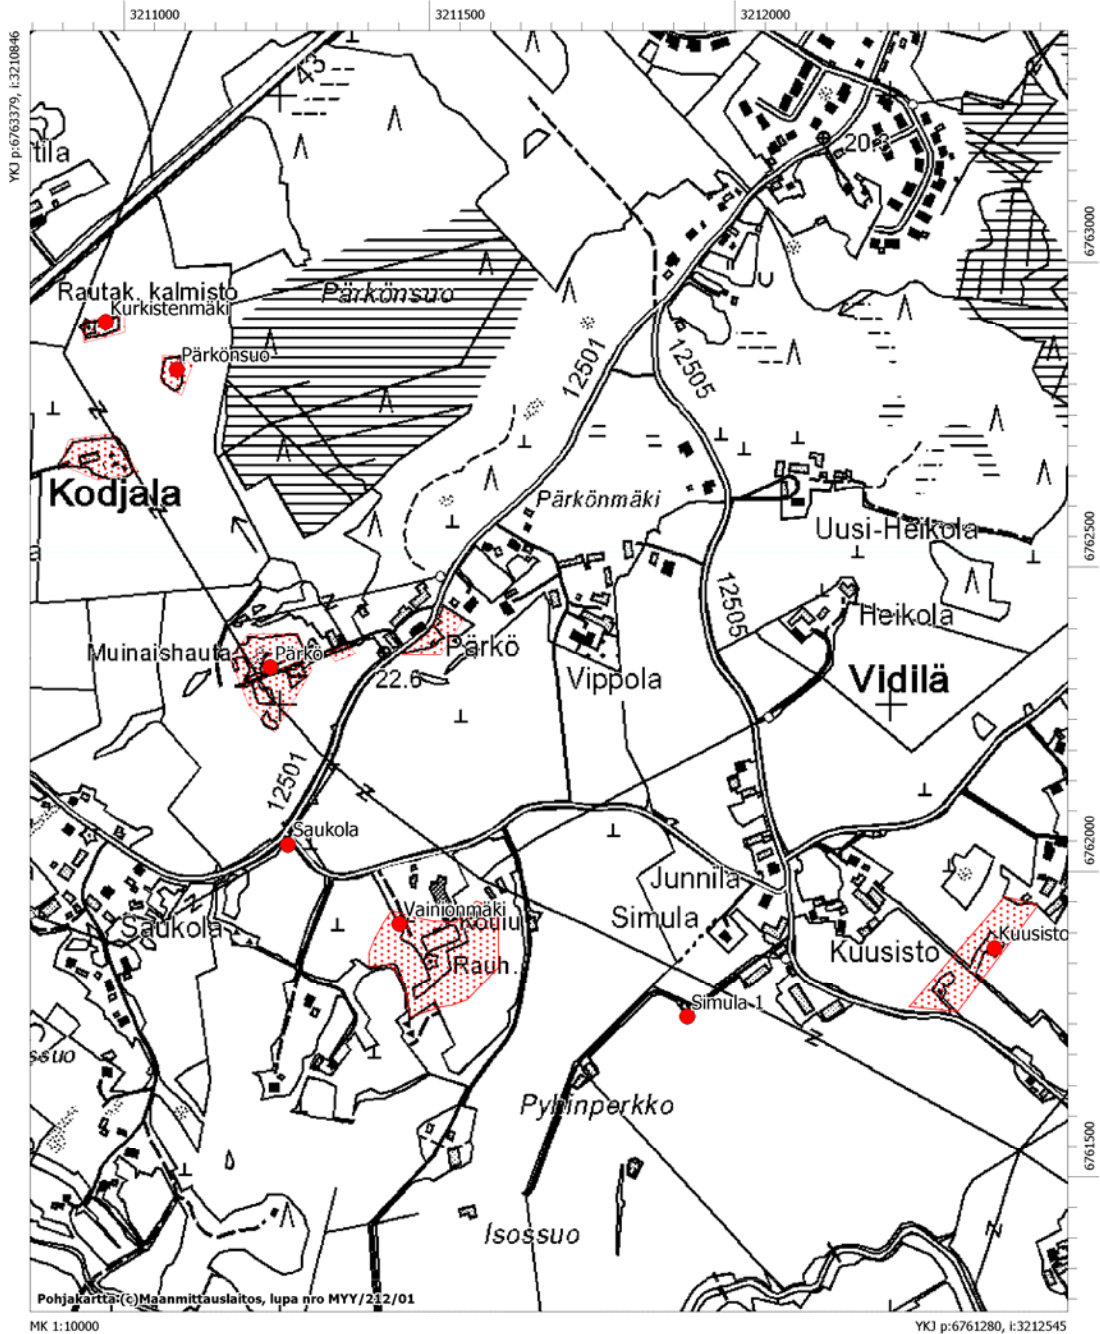 3211000
3211500
3212000
YKJ p:6763379, i:3210846
43
tila
20.3
6763000
Rautak. kalmisto
Kurkistenmäki
Pärkönsuo
Pärkönsuo
12501
12505
Kodjala
Pärkönmäki
Uusi-Heikola
6762500
a
12505
Heikola
Muinaishauta
Pärkö
Pärkö
22.6
Vippola
Vidilä
12501
Saukola
6762000
Junnila
Vainionmäki
Koulu
Simula
Saukola
Kuusisto
Kuusisto
Rauh.
Simula 1
ssuo
Pyhinperkko
6761500
Isossuo
Pohjakartta:(c)Maanmittauslaitos, lupa nro MYY/212/01
MK 1:10000
YKJ p:6761280, i:3212545